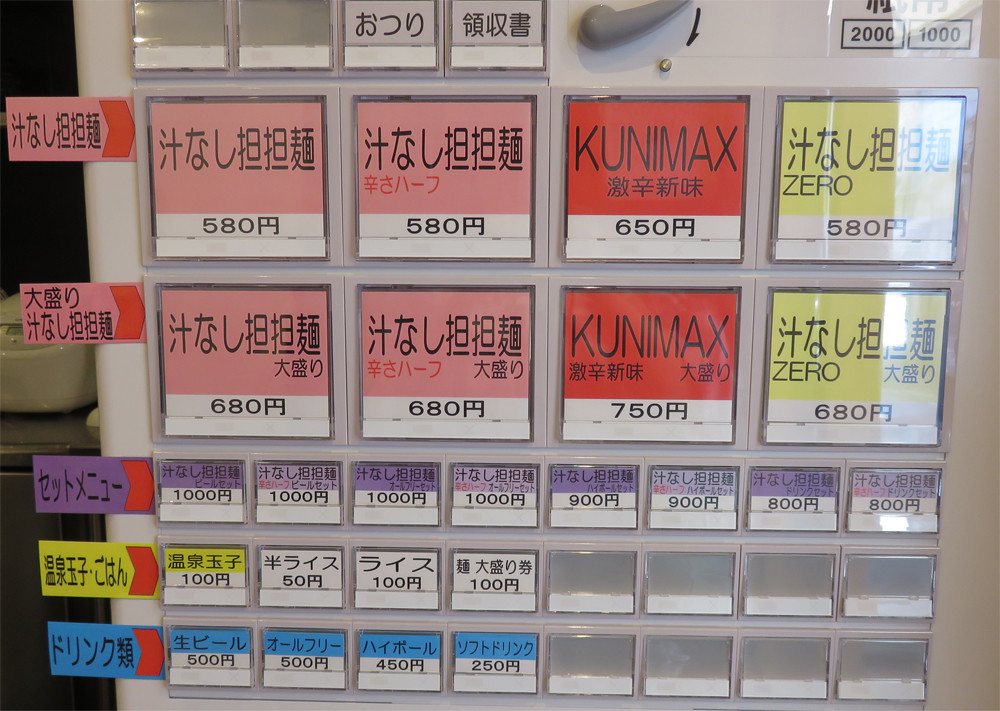 おつり
領収書
2000 1000
汁なし担担麺
汁なし担担麺
580円
汁なし担担麺
辛さハーフ
580円
KUNIMAX
激辛新味
650円
汁なし担担麺
ZERO
580円
大盛り
汁なし担担麺
汁なし担担麺
大盛り
680円
汁なし担担麺
辛さハーフ 大盛り
680円
KUNIMAX
激辛新味 大盛り
750円
汁なし担担麺
ZERO 大盛り
680円
セットメニュー
汁なし担担麺
ビールセット
1000円
汁なし担担麺
辛さハーフ ビールセット
1000円
汁なし担担麺
オールフリーセット
1000円
汁なし担担麺
辛さハーフ オールフリーセット
1000円
汁なし担担麺
ハイボールセット
900円
汁なし担担麺
辛さハーフ ハイボールセット
900円
汁なし担担麺
ドリンクセット
800円
汁なし担担麺
辛さハーフ ドリンクセット
800円
温泉玉子・ごはん
温泉玉子
100円
半ライス
50円
ライス
100円
麺 大盛り券
100円
ドリンク類
生ビール
500円
オールフリー
500円
ハイボール
450円
ソフトドリンク
250円